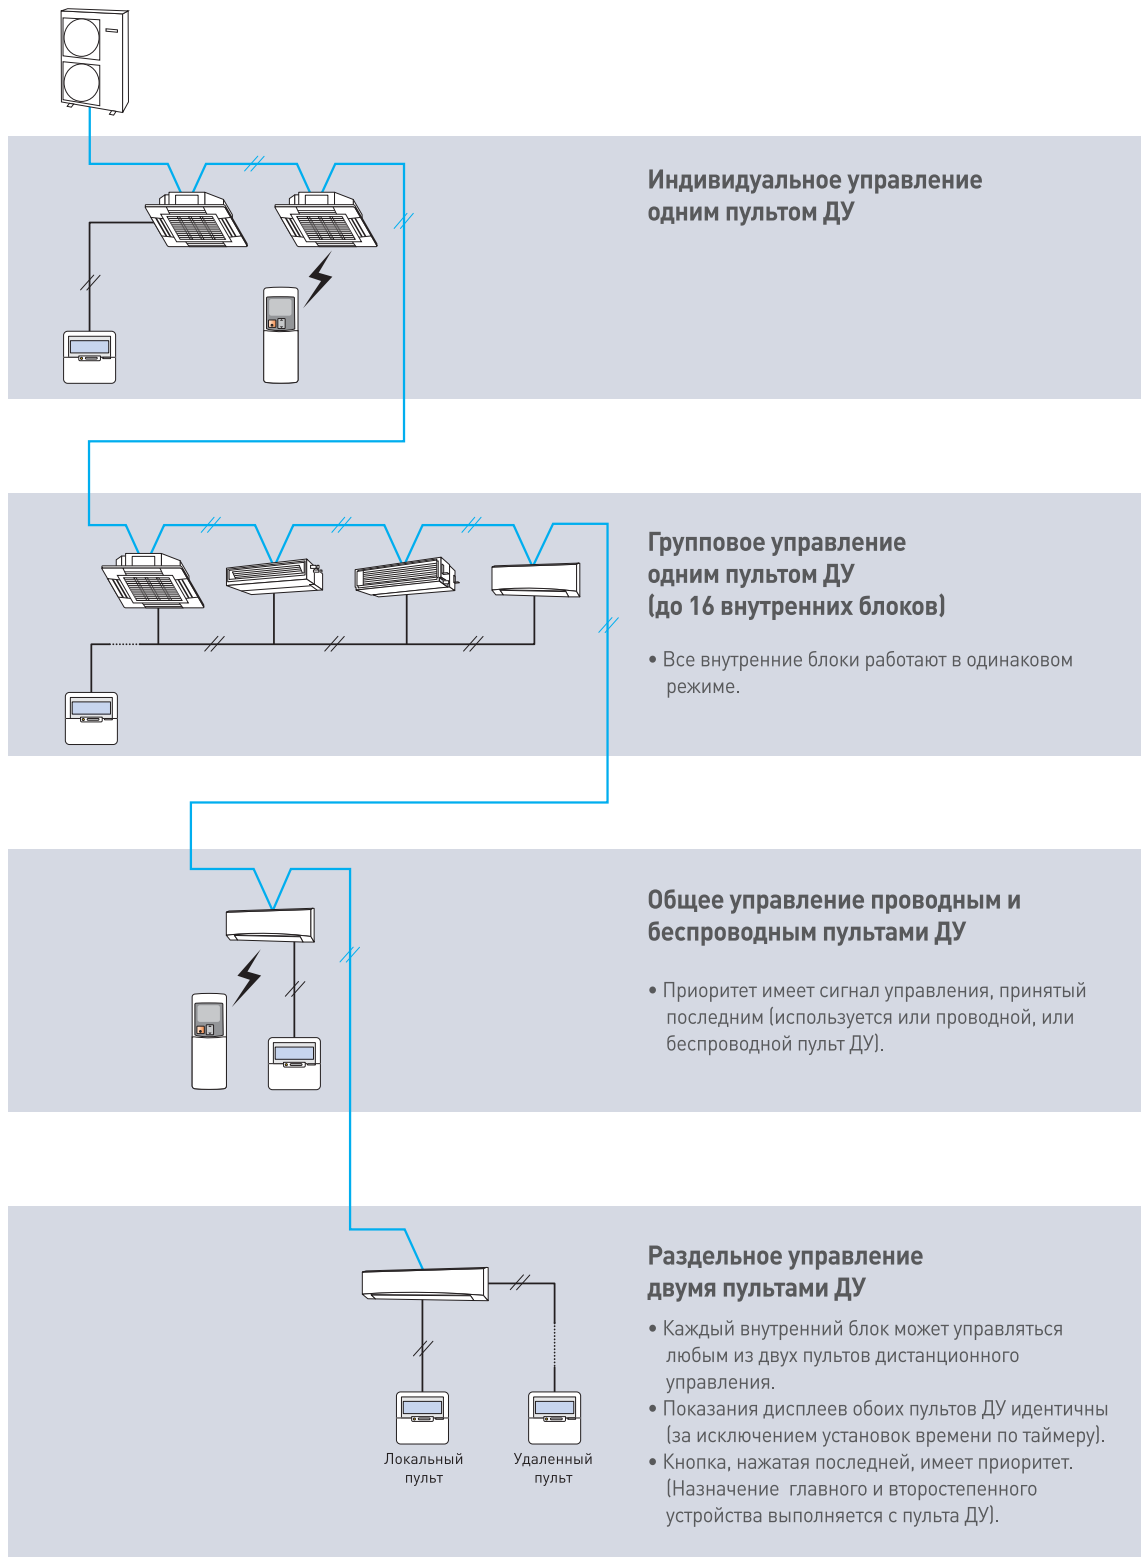 Индивидуальное управление
одним пультом ДУ
Групповое управление
одним пультом ДУ
(до 16 внутренних блоков)
• Все внутренние блоки работают в одинаковом
режиме.
Общее управление проводным и
беспроводным пультами ДУ
• Приоритет имеет сигнал управления, принятый
последним (используется или проводной, или
беспроводной пульт ДУ).
Раздельное управление
двумя пультами ДУ
• Каждый внутренний блок может управляться
любым из двух пультов дистанционного
управления.
• Показания дисплеев обоих пультов ДУ идентичны
(за исключением установок времени по таймеру).
• Кнопка, нажатая последней, имеет приоритет.
(Назначение главного и второстепенного
устройства выполняется с пульта ДУ).
Локальный
пульт
Удаленный
пульт